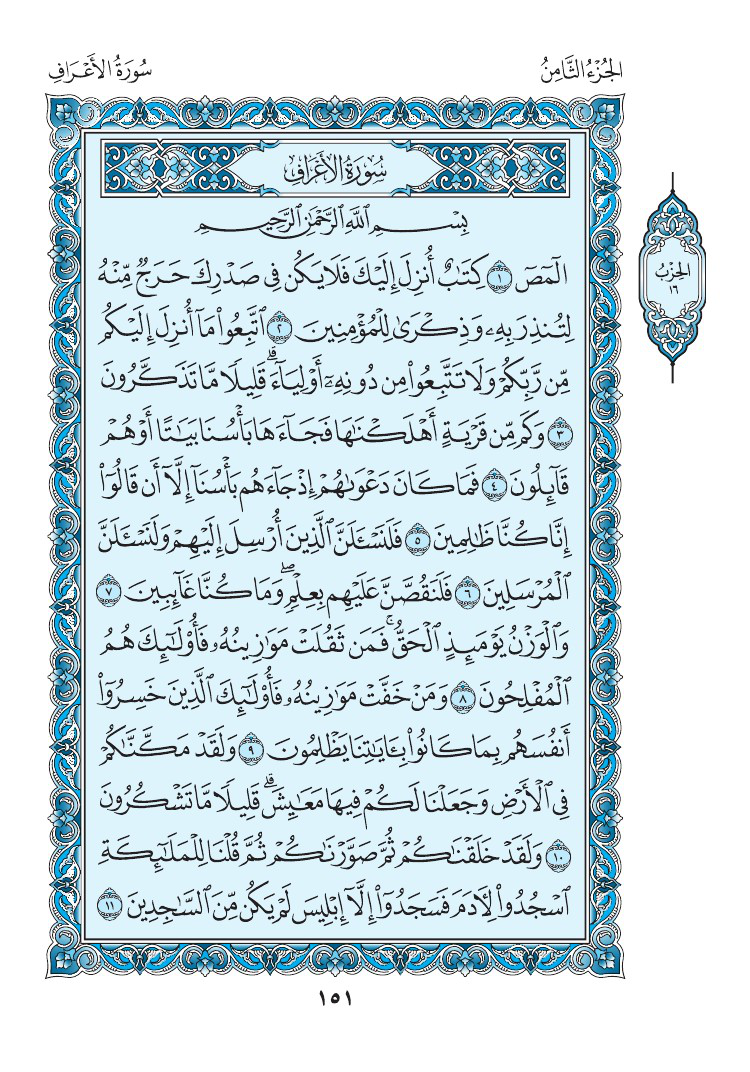 الجُزْءُ الثَّامِنُ
سُورَةُ الأَعْرَافِ
سُورَةُ الأَعْرَافِ
بِسْمِ ٱللَّهِ ٱلرَّحْمَٰنِ ٱلرَّحِيمِ
الٓمٓصٓ ١ كِتَٰبٌ أُنزِلَ إِلَيْكَ فَلَا يَكُن فِى صَدْرِكَ حَرَجٌ مِّنْهُ
لِتُنذِرَ بِهِۦ وَذِكْرَىٰ لِلْمُؤْمِنِينَ ٢ ٱتَّبِعُوا۟ مَآ أُنزِلَ إِلَيْكُم
مِّن رَّبِّكُمْ وَلَا تَتَّبِعُوا۟ مِن دُونِهِۦٓ أَوْلِيَآءَ ۗ قَلِيلًا مَّا تَذَكَّرُونَ
٣ وَكَم مِّن قَرْيَةٍ أَهْلَكْنَٰهَا فَجَآءَهَا بَأْسُنَا بَيَٰتًا أَوْ هُمْ
قَآئِلُونَ ٤ فَمَا كَانَ دَعْوَىٰهُمْ إِذْ جَآءَهُم بَأْسُنَآ إِلَّآ أَن قَالُوٓا۟
إِنَّا كُنَّا ظَٰلِمِينَ ٥ فَلَنَسْـَٔلَنَّ ٱلَّذِينَ أُرْسِلَ إِلَيْهِمْ وَلَنَسْـَٔلَنَّ
ٱلْمُرْسَلِينَ ٦ فَلَنَقُصَّنَّ عَلَيْهِم بِعِلْمٍ ۖ وَمَا كُنَّا غَآئِبِينَ ٧
وَٱلْوَزْنُ يَوْمَئِذٍ ٱلْحَقُّ ۚ فَمَن ثَقُلَتْ مَوَٰزِينُهُۥ فَأُو۟لَٰٓئِكَ هُمُ
ٱلْمُفْلِحُونَ ٨ وَمَنْ خَفَّتْ مَوَٰزِينُهُۥ فَأُو۟لَٰٓئِكَ ٱلَّذِينَ خَسِرُوٓا۟
أَنفُسَهُم بِمَا كَانُوا۟ بِـَٔايَٰتِنَا يَظْلِمُونَ ٩ وَلَقَدْ مَكَّنَّٰكُمْ
فِى ٱلْأَرْضِ وَجَعَلْنَا لَكُمْ فِيهَا مَعَٰيِشَ ۗ قَلِيلًا مَّا تَشْكُرُونَ
١٠ وَلَقَدْ خَلَقْنَٰكُمْ ثُمَّ صَوَّرْنَٰكُمْ ثُمَّ قُلْنَا لِلْمَلَٰٓئِكَةِ
ٱسْجُدُوا۟ لِءَادَمَ فَسَجَدُوٓا۟ إِلَّآ إِبْلِيسَ لَمْ يَكُن مِّنَ ٱلسَّٰجِدِينَ ١١
الحِزْبُ
١٦
١٥١